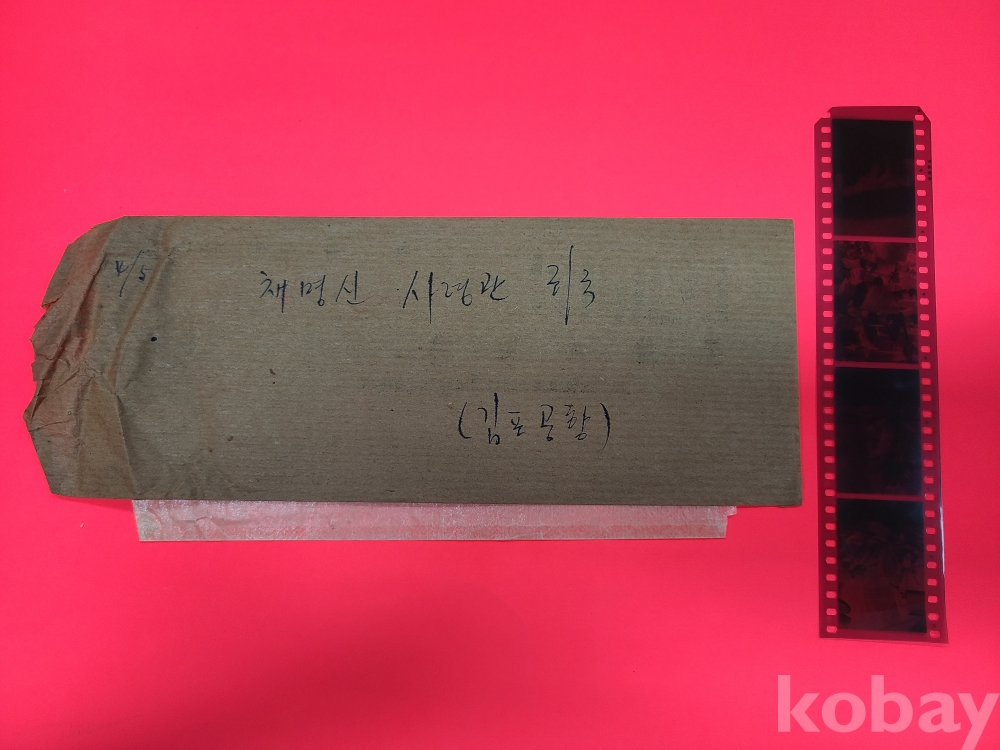 4/5
채명신 사령관 귀국
(김포공항)
kobay